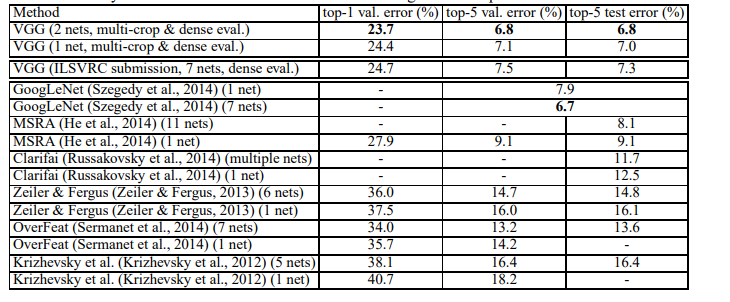 Method top-1 val. error (%) top-5 val. error (%) top-5 test error (%)
VGG (2 nets, multi-crop & dense eval.) 23.7 6.8 6.8
VGG (1 net, multi-crop & dense eval.) 24.4 7.1 7.0
VGG (ILSVRC submission, 7 nets, dense eval.) 24.7 7.5 7.3
GoogLeNet (Szegedy et al., 2014) (1 net) - 7.9
GoogLeNet (Szegedy et al., 2014) (7 nets) - 6.7
MSRA (He et al., 2014) (11 nets) - - 8.1
MSRA (He et al., 2014) (1 net) 27.9 9.1 9.1
Clarifai (Russakovsky et al., 2014) (multiple nets) - - 11.7
Clarifai (Russakovsky et al., 2014) (1 net) - - 12.5
Zeiler & Fergus (Zeiler & Fergus, 2013) (6 nets) 36.0 14.7 14.8
Zeiler & Fergus (Zeiler & Fergus, 2013) (1 net) 37.5 16.0 16.1
OverFeat (Sermanet et al., 2014) (7 nets) 34.0 13.2 13.6
OverFeat (Sermanet et al., 2014) (1 net) 35.7 14.2 -
Krizhevsky et al. (Krizhevsky et al., 2012) (5 nets) 38.1 16.4 16.4
Krizhevsky et al. (Krizhevsky et al., 2012) (1 net) 40.7 18.2 -